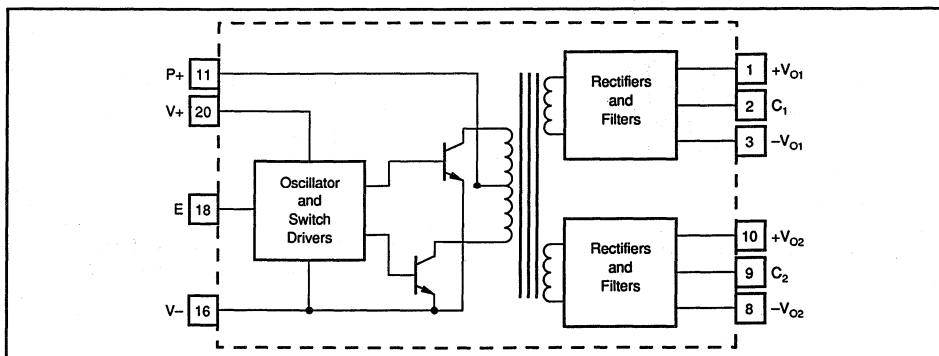 P+ 11
V+ 20
E 18
V– 16
Oscillator
and
Switch
Drivers
Rectifiers
and
Filters
1 +VO1
2 C1
3 –VO1
Rectifiers
and
Filters
10 +VO2
9 C2
8 –VO2